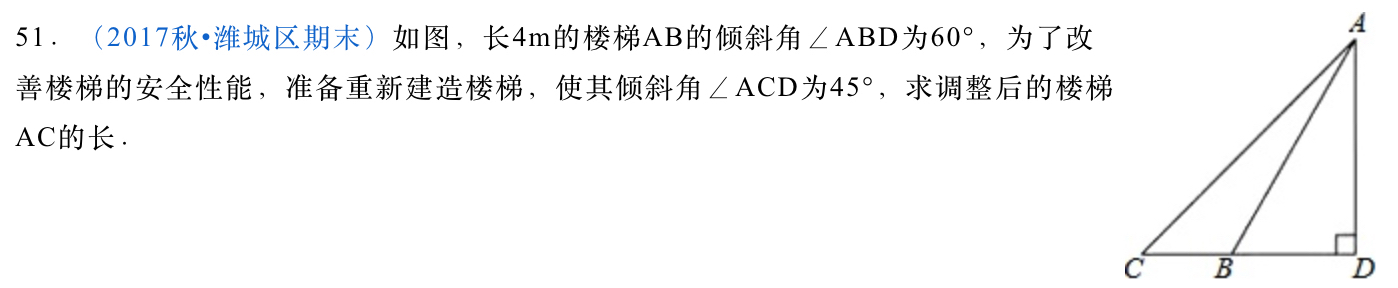 51．（2017秋•潍城区期末）如图，长4m的楼梯AB的倾斜角∠ABD为60°，为了改
善楼梯的安全性能，准备重新建造楼梯，使其倾斜角∠ACD为45°，求调整后的楼梯
AC的长．
A
C B D